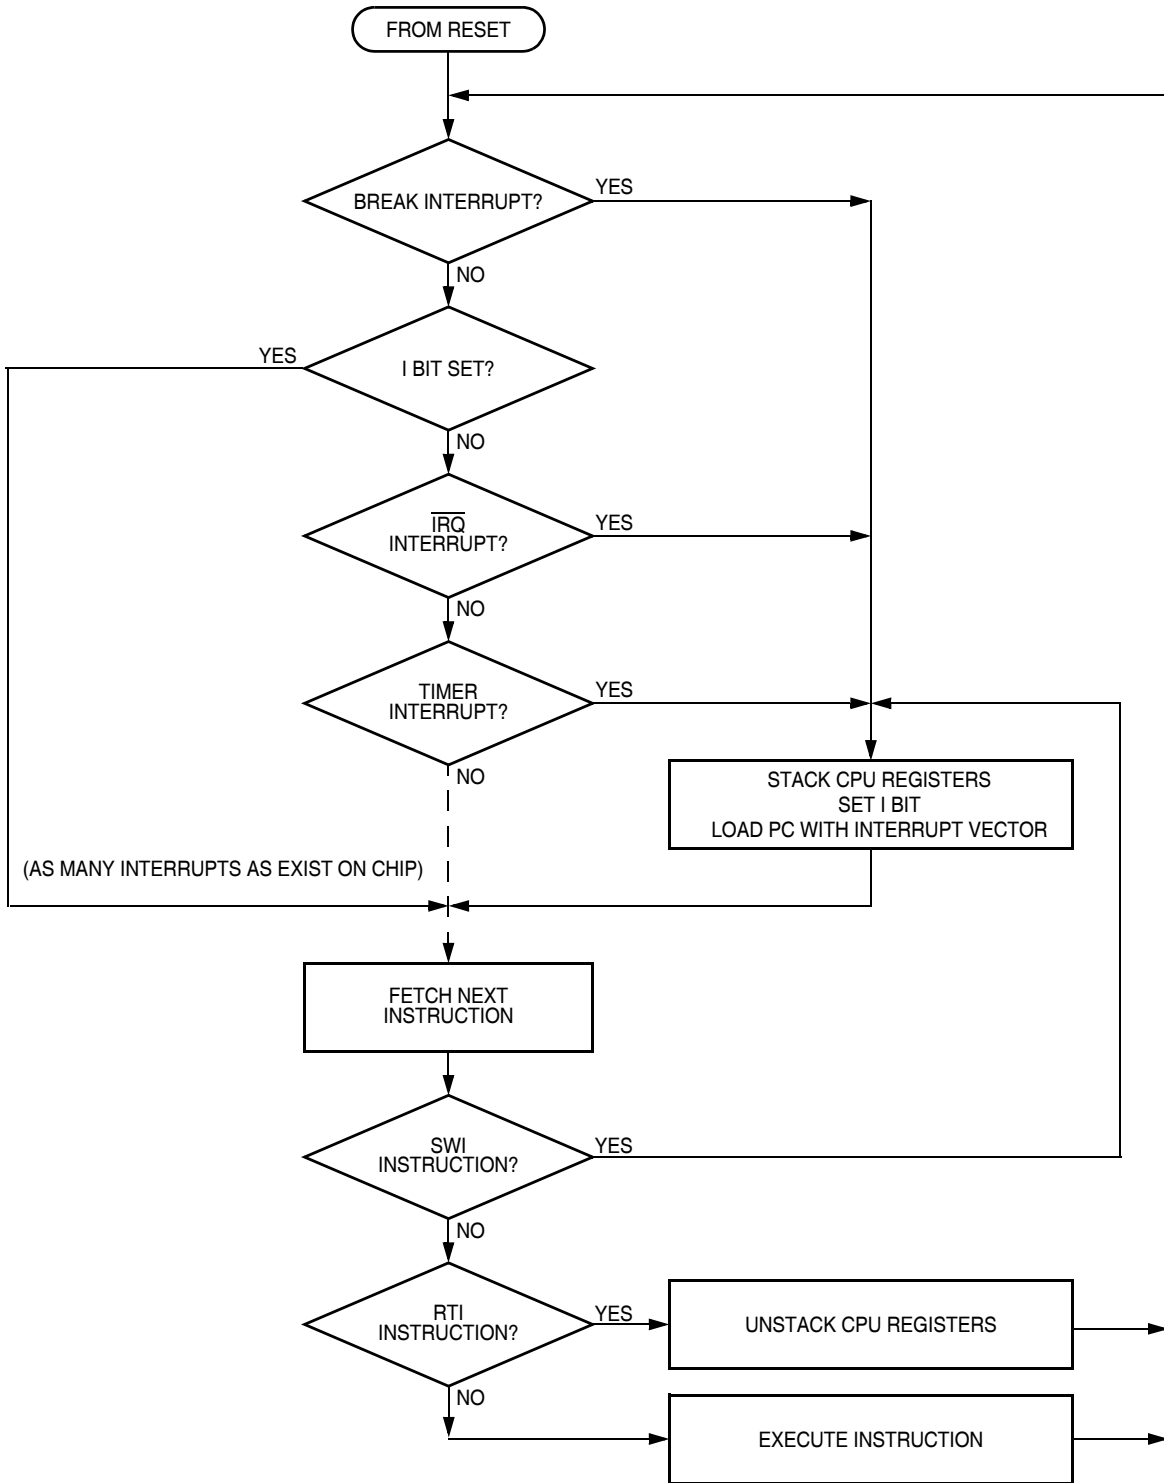 FROM RESET
BREAK INTERRUPT?
YES
NO
YES
I BIT SET?
NO
IRQ
INTERRUPT?
YES
NO
TIMER
INTERRUPT?
YES
NO
STACK CPU REGISTERS
SET I BIT
LOAD PC WITH INTERRUPT VECTOR
(AS MANY INTERRUPTS AS EXIST ON CHIP)
FETCH NEXT
INSTRUCTION
SWI
INSTRUCTION?
YES
NO
RTI
INSTRUCTION?
YES
UNSTACK CPU REGISTERS
NO
EXECUTE INSTRUCTION